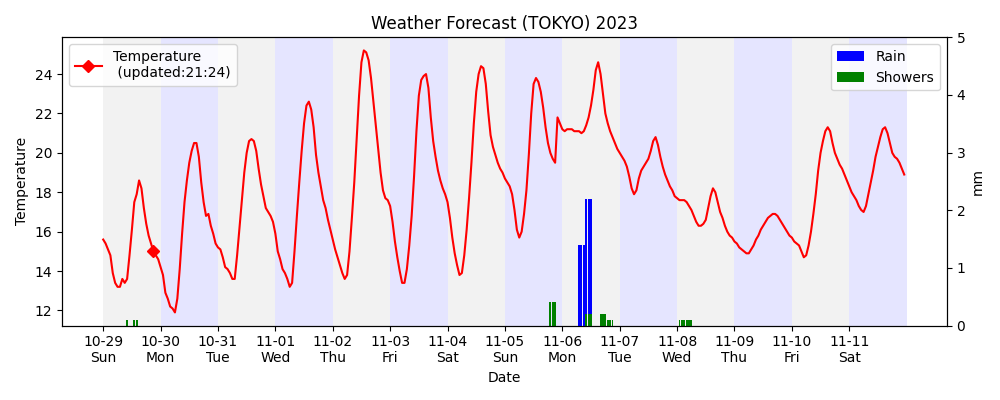 Weather Forecast (TOKYO) 2023
Temperature
(updated:21:24)
Rain
Showers
Temperature
24
22
20
18
16
14
12
5
4
3
2
1
0
mm
10-29 10-30 10-31 11-01 11-02 11-03 11-04 11-05 11-06 11-07 11-08 11-09 11-10 11-11
Sun Mon Tue Wed Thu Fri Sat Sun Mon Tue Wed Thu Fri Sat
Date